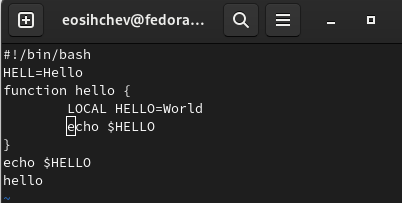 eosihchev@fedora...
#!/bin/bash
HELL=Hello
function hello {
LOCAL HELLO=World
echo $HELLO
}
echo $HELLO
hello
~